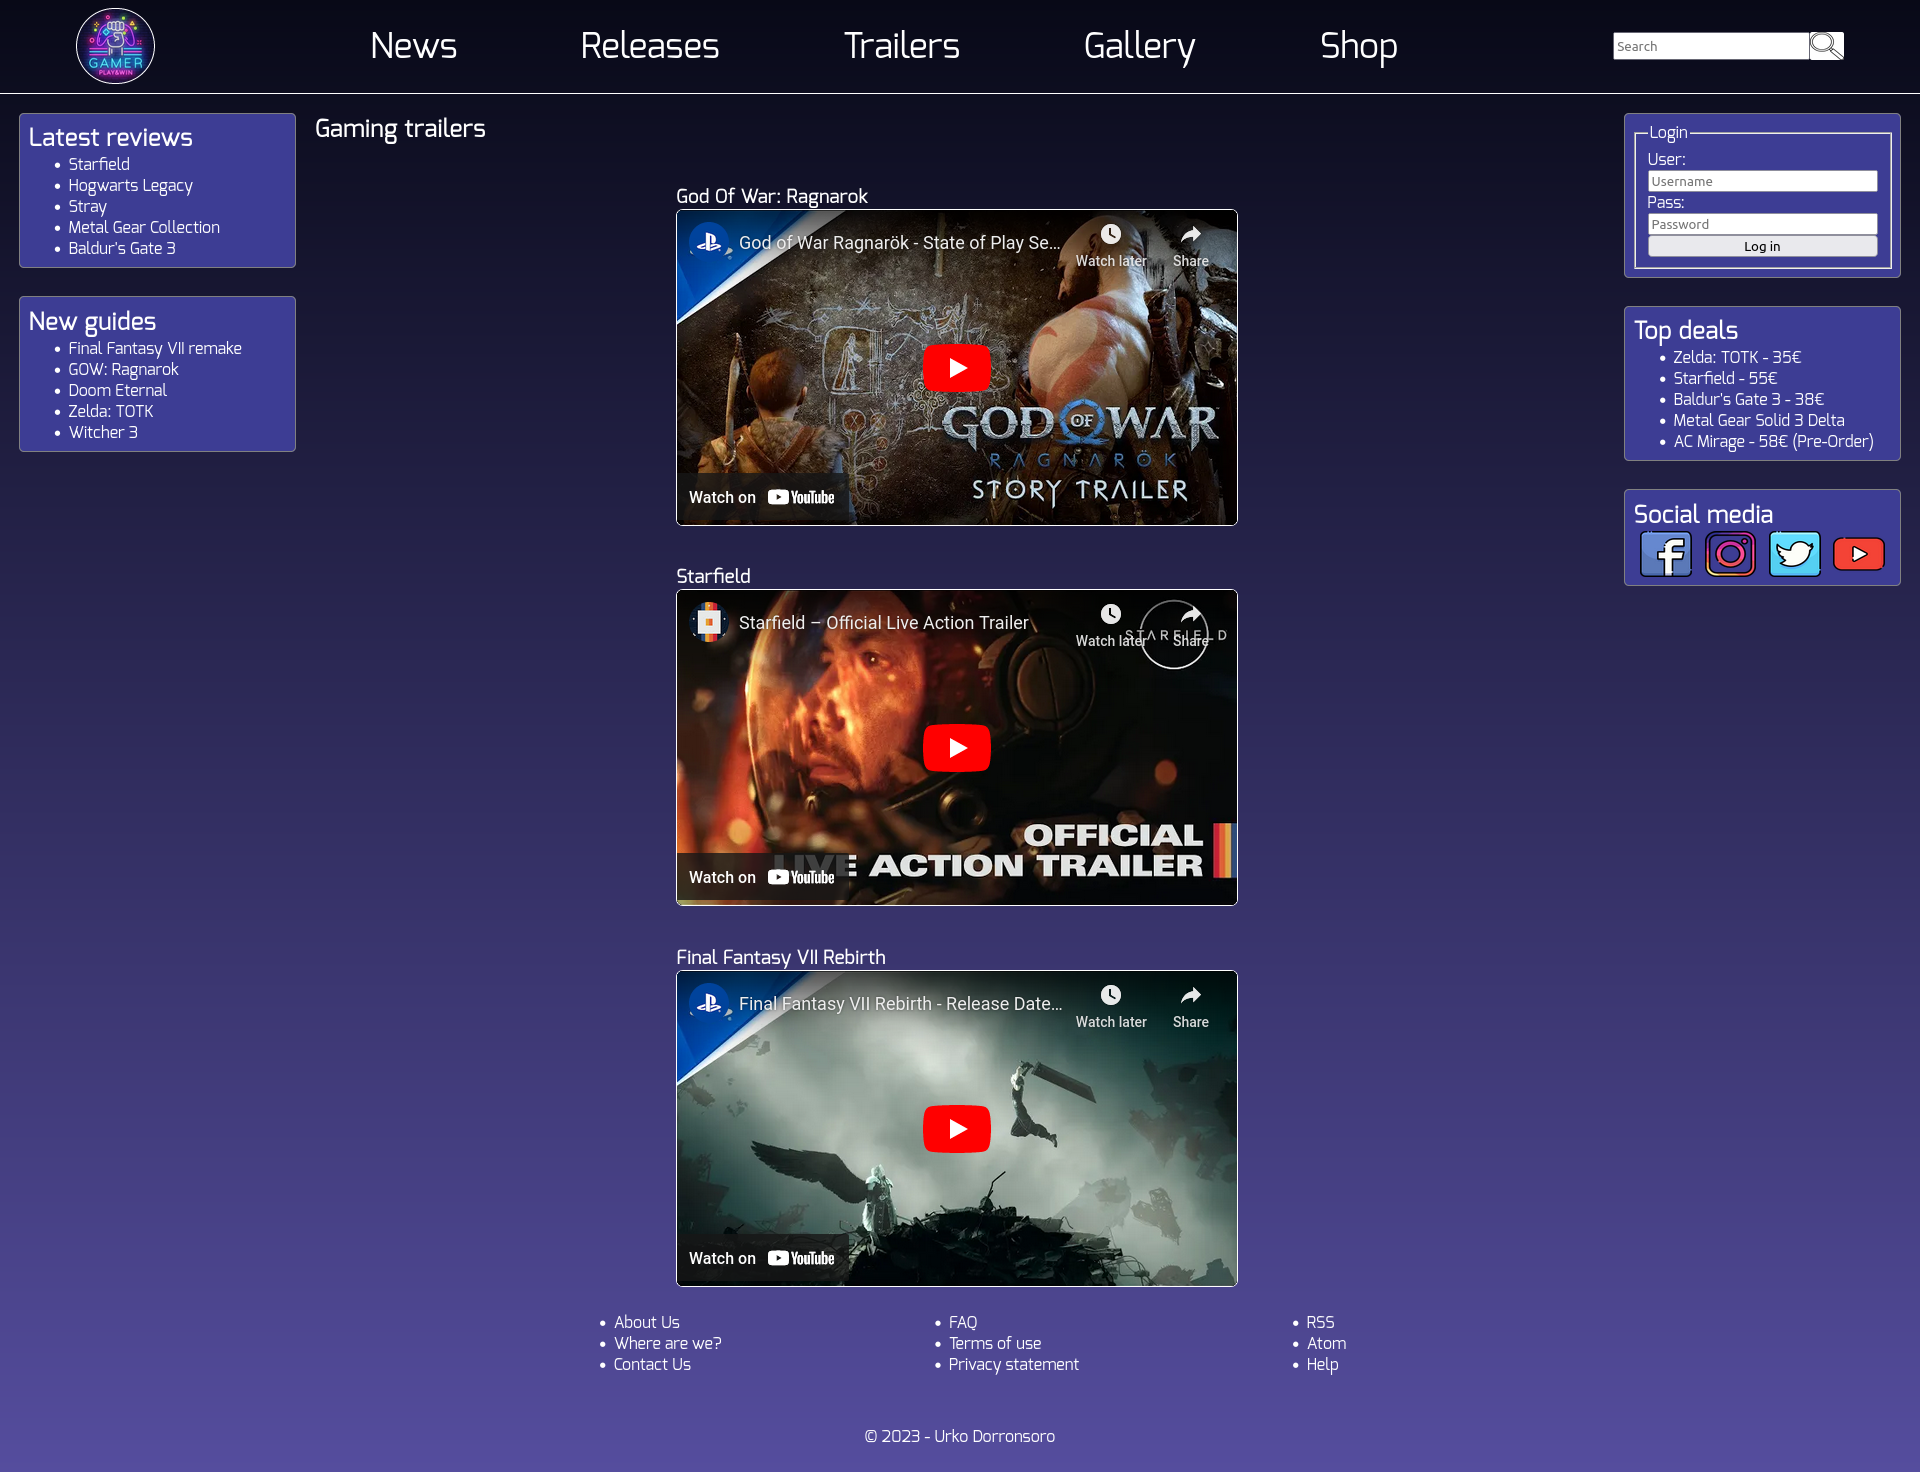 GAMER
PLAY&WIN
News
Releases
Trailers
Gallery
Shop
Search
Latest reviews
Starfield
Hogwarts Legacy
Stray
Metal Gear Collection
Baldur's Gate 3
New guides
Final Fantasy VII remake
GOW: Ragnarok
Doom Eternal
Zelda: TOTK
Witcher 3
Gaming trailers
God Of War: Ragnarok
God of War Ragnarök - State of Play Se...
Watch later
Share
GOD OF WAR
RAGNARÖK
STORY TRAILER
Watch on YouTube
Starfield
Starfield – Official Live Action Trailer
Watch later
Share
STARFIELD
OFFICIAL
LIVE ACTION TRAILER
Watch on YouTube
Final Fantasy VII Rebirth
Final Fantasy VII Rebirth - Release Date...
Watch later
Share
Watch on YouTube
Login
User:
Username
Pass:
Password
Log in
Top deals
Zelda: TOTK - 35€
Starfield - 55€
Baldur's Gate 3 - 38€
Metal Gear Solid 3 Delta
AC Mirage - 58€ (Pre-Order)
Social media
About Us
Where are we?
Contact Us
FAQ
Terms of use
Privacy statement
RSS
Atom
Help
© 2023 - Urko Dorronsoro